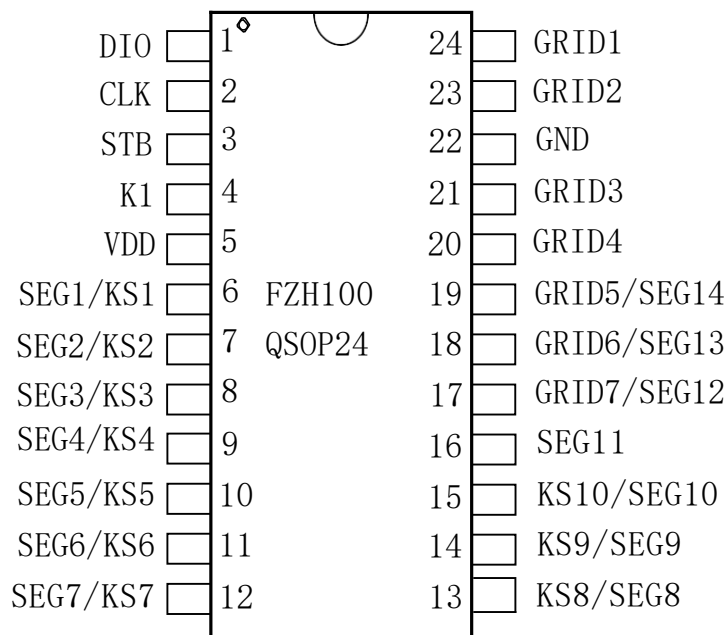 DIO 1 24 GRID1
CLK 2 23 GRID2
STB 3 22 GND
K1 4 21 GRID3
VDD 5 20 GRID4
SEG1/KS1 6 FZH100 19 GRID5/SEG14
SEG2/KS2 7 QSOP24 18 GRID6/SEG13
SEG3/KS3 8 17 GRID7/SEG12
SEG4/KS4 9 16 SEG11
SEG5/KS5 10 15 KS10/SEG10
SEG6/KS6 11 14 KS9/SEG9
SEG7/KS7 12 13 KS8/SEG8